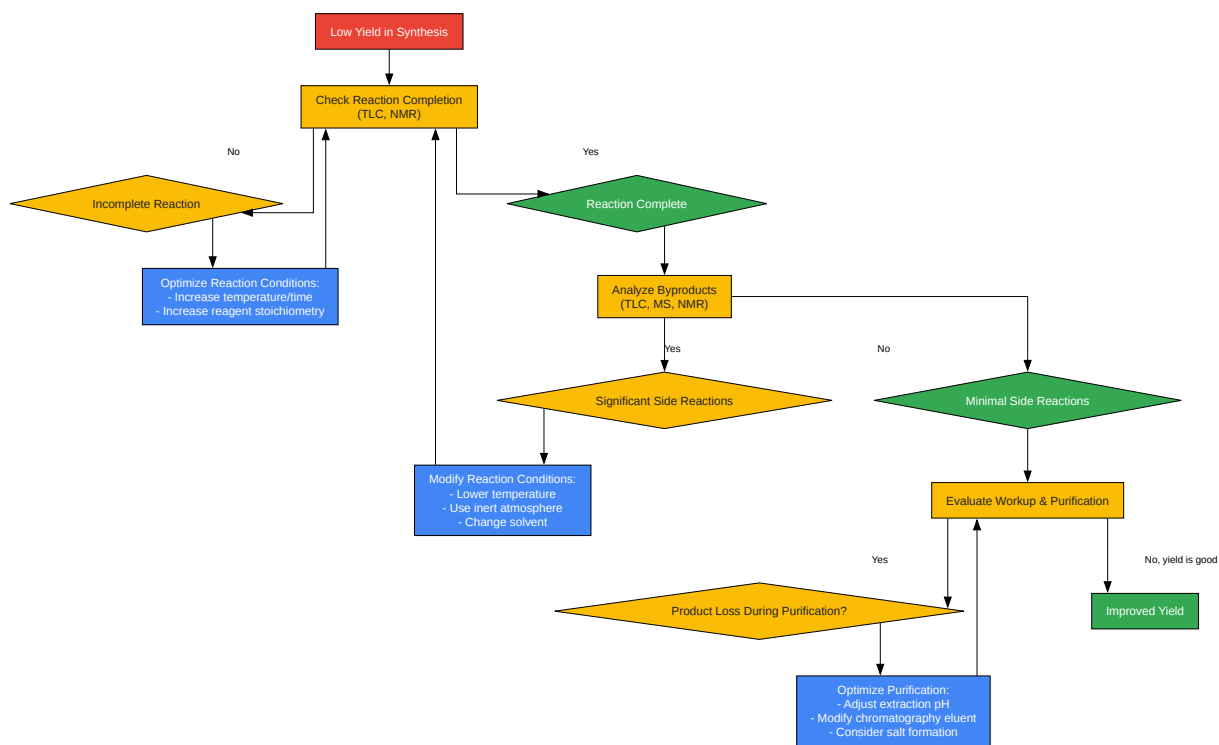 Low Yield in Synthesis
Check Reaction Completion
(TLC, NMR)
No
Yes
Incomplete Reaction
Reaction Complete
Optimize Reaction Conditions:
- Increase temperature/time
- Increase reagent stoichiometry
Analyze Byproducts
(TLC, MS, NMR)
Yes
No
Significant Side Reactions
Minimal Side Reactions
Modify Reaction Conditions:
- Lower temperature
- Use inert atmosphere
- Change solvent
Evaluate Workup & Purification
Yes
No, yield is good
Product Loss During Purification?
Improved Yield
Optimize Purification:
- Adjust extraction pH
- Modify chromatography eluent
- Consider salt formation